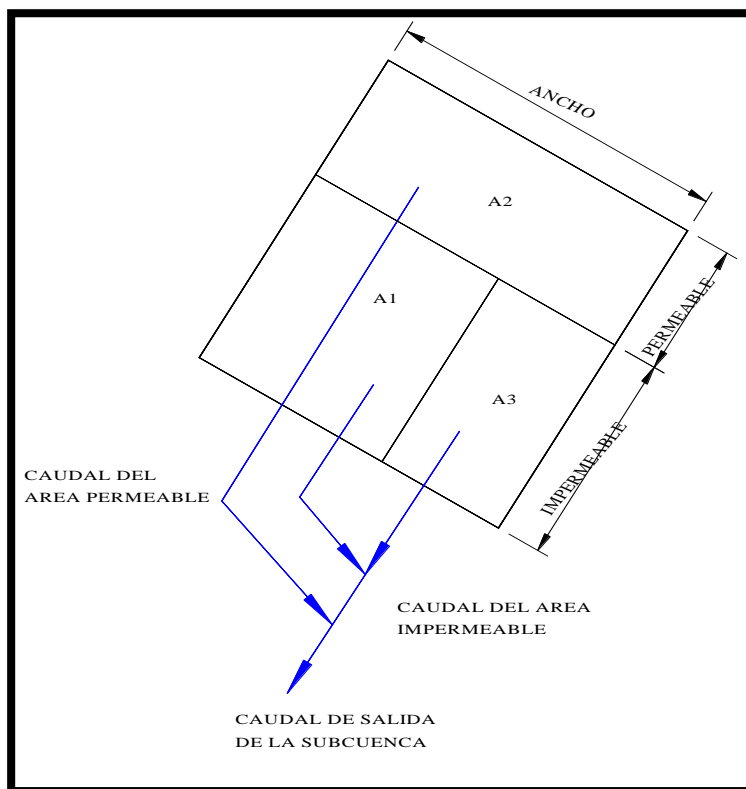 ANCHO
A2
PERMEABLE
A1
A3
IMPERMEABLE
CAUDAL DEL
AREA PERMEABLE
CAUDAL DEL AREA
IMPERMEABLE
CAUDAL DE SALIDA
DE LA SUBCUENCA